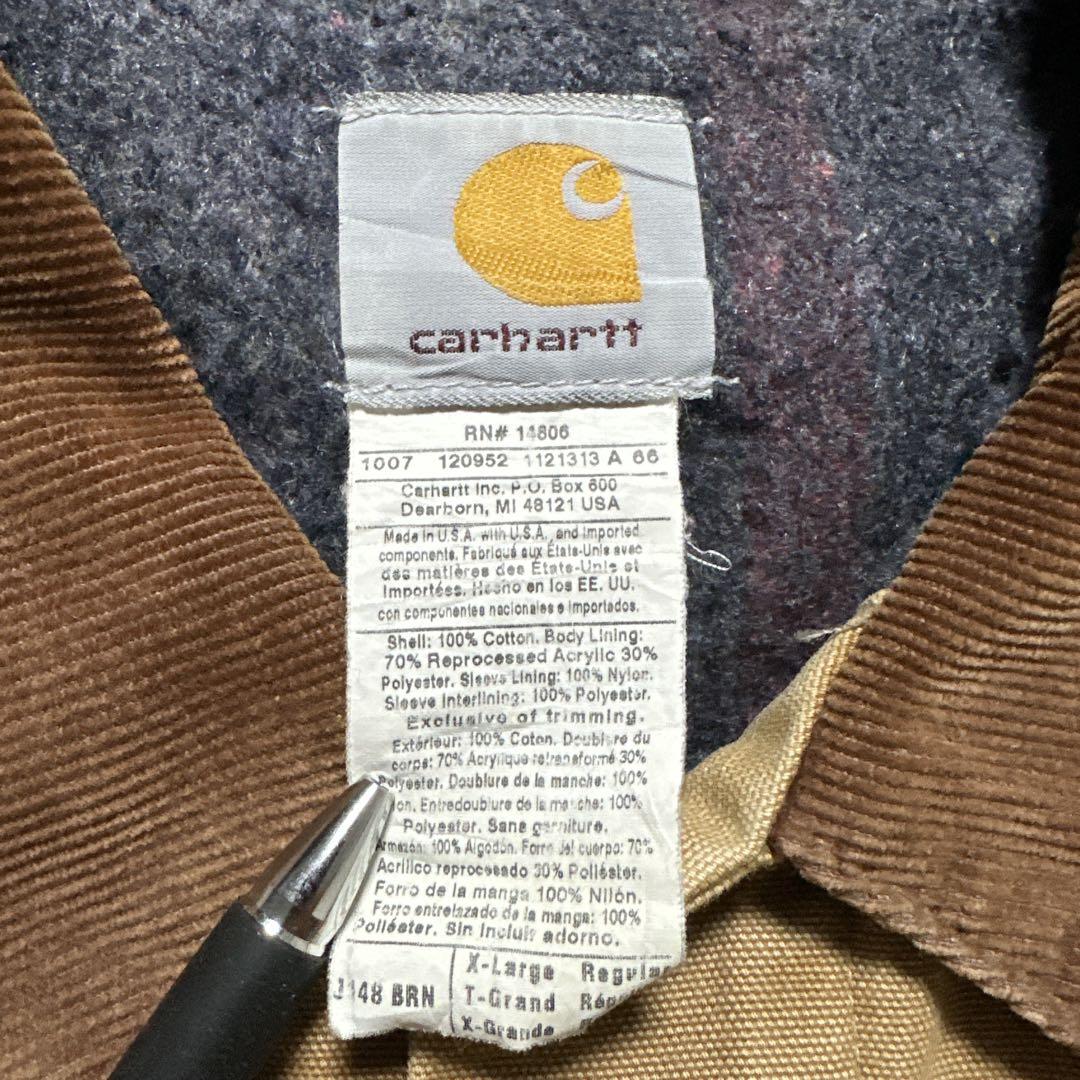 carhartt
RN# 14806
1007 120952 1121313 A 66
Carhartt Inc. P.O. Box 600
Dearborn, MI 48121 USA
Made in U.S.A. with U.S.A. and imported
components. Fabriqué aux États-Unis avec
des matières des États-Unis et
Importées. Hecho en los EE. UU.
con componentes nacionales e importados.
Shell: 100% Cotton. Body Lining:
70% Reprocessed Acrylic 30%
Polyester. Sleeve Lining: 100% Nylon.
Sleeve Interlining: 100% Polyester.
Exclusive of trimming.
Extérieur: 100% Coton. Doublure du
corps: 70% Acrylique retransformé 30%
Polyester. Doublure de la manche: 100%
Entredoublure de la manche: 100%
Polyester. Sans garniture.
Armazón: 100% Algodón. Forro del cuerpo: 70%
Acrílico reprocesado 30% Poliéster.
Forro de la manga 100% Nilón.
Forro entrelazado de la manga: 100%
Poliéster. Sin incluir adorno.
J148 BRN
X-Large Regular
T-Grand
X-Grande